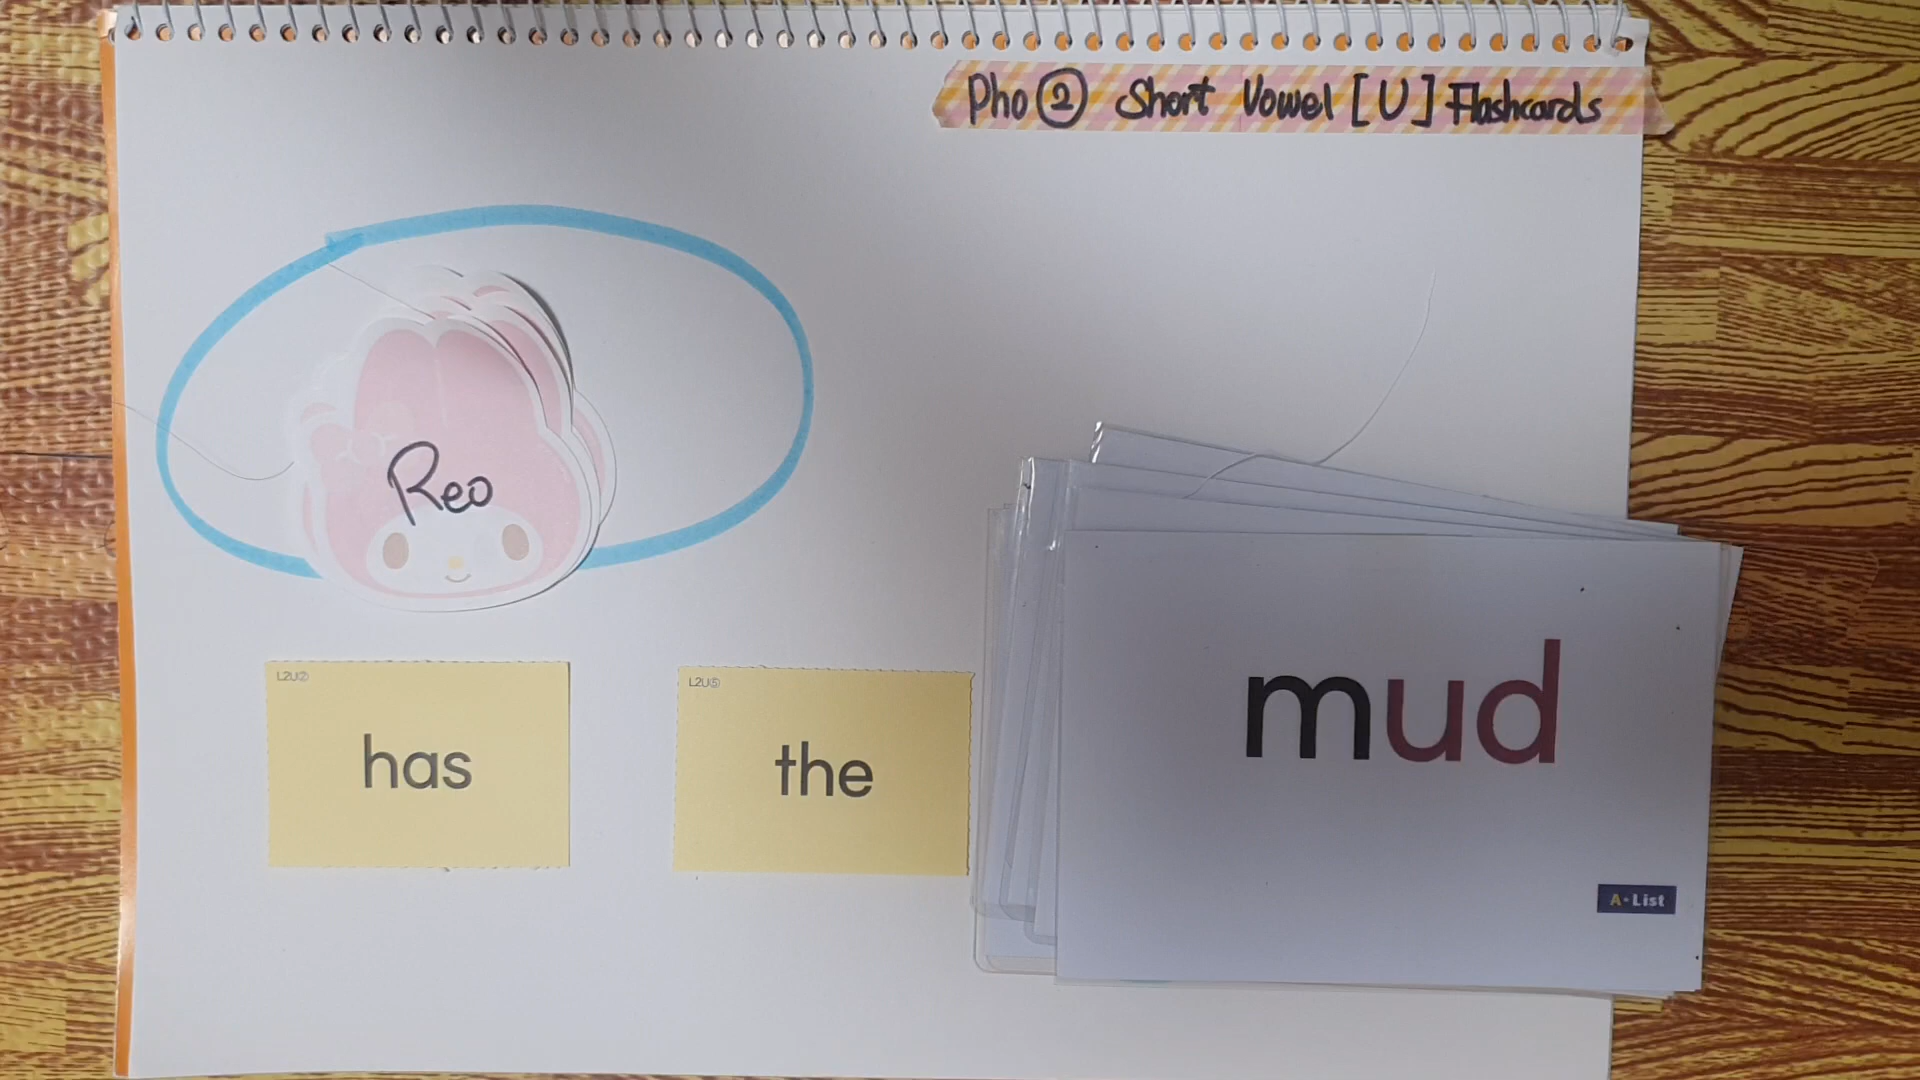 Pho ② Short Vowel [U] Flashcards
Reo
L2U②
has
L2U⑤
the
mud
A*List